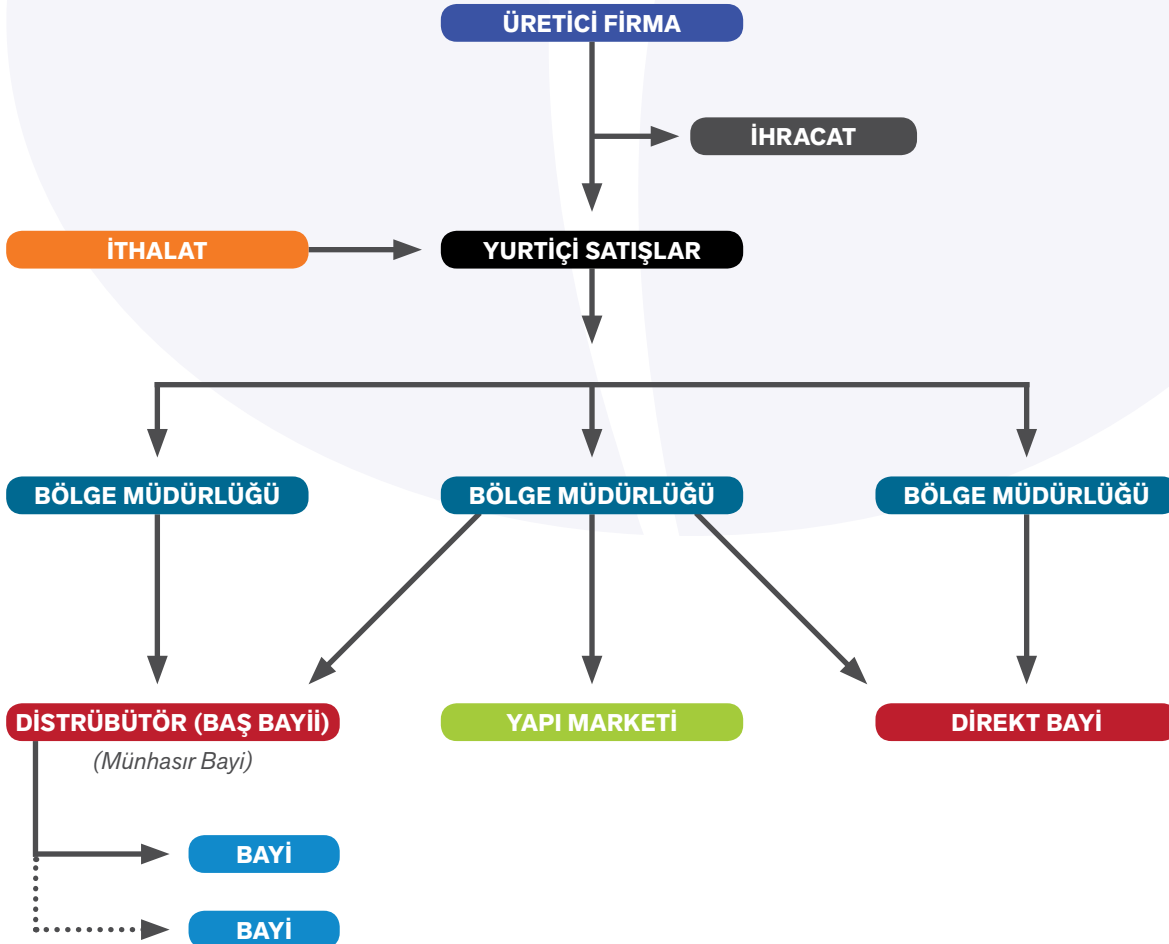 ÜRETİCİ FİRMA
İHRACAT
İTHALAT
YURTİÇİ SATIŞLAR
BÖLGE MÜDÜRLÜĞÜ
BÖLGE MÜDÜRLÜĞÜ
BÖLGE MÜDÜRLÜĞÜ
DİSTRÜBÜTÖR (BAŞ BAYİİ)
(Münhasır Bayi)
YAPI MARKETİ
DİREKT BAYİ
BAYİ
BAYİ